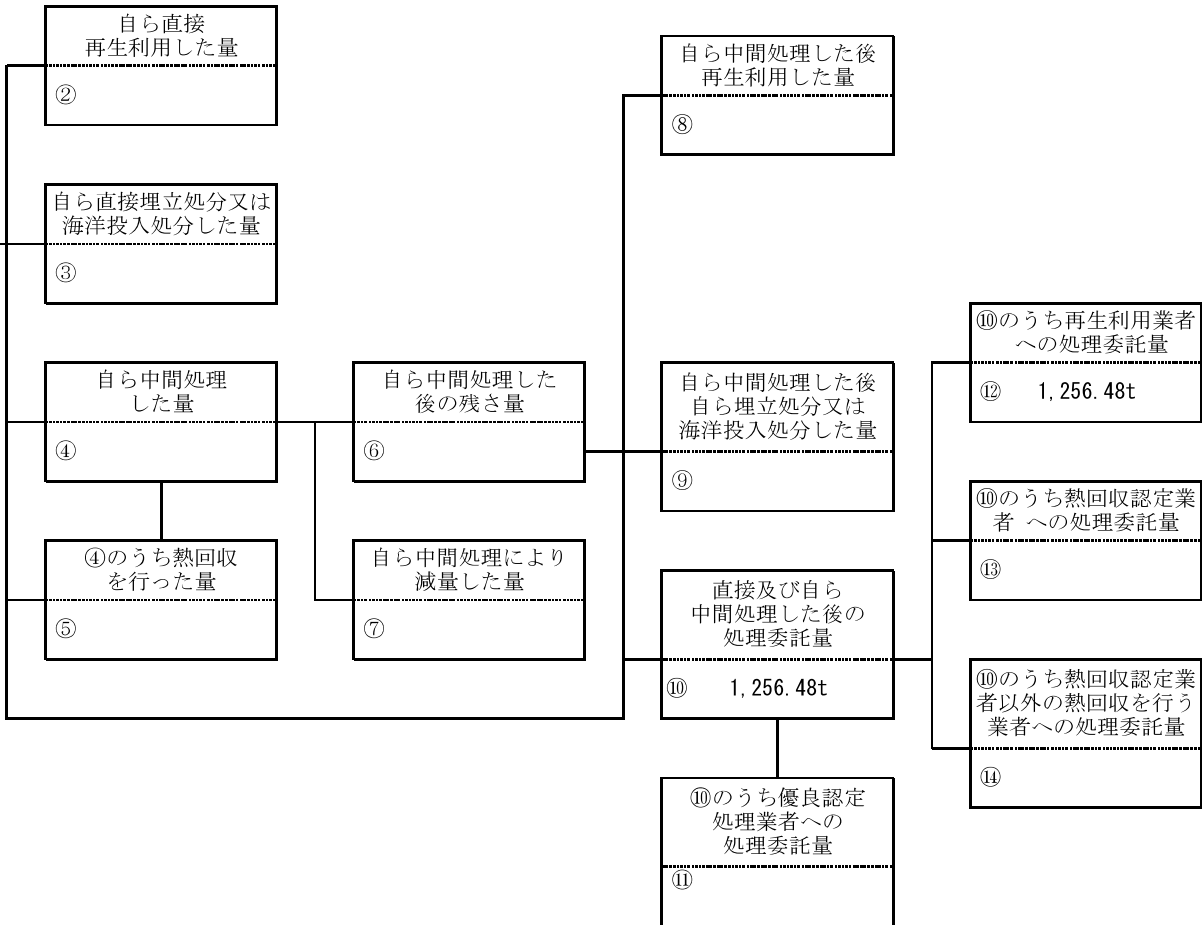 自ら直接
再生利用した量
②
自ら直接埋立処分又は
海洋投入処分した量
③
自ら中間処理
した量
④
④のうち熱回収
を行った量
⑤
自ら中間処理した
後の残さ量
⑥
自ら中間処理により
減量した量
⑦
自ら中間処理した後
再生利用した量
⑧
自ら中間処理した後
自ら埋立処分又は
海洋投入処分した量
⑨
直接及び自ら
中間処理した後の
処理委託量
⑩ 1,256.48t
⑩のうち優良認定
処理業者への
処理委託量
⑪
⑩のうち再生利用業者
への処理委託量
⑫ 1,256.48t
⑩のうち熱回収認定業
者 への処理委託量
⑬
⑩のうち熱回収認定業
者以外の熱回収を行う
業者への処理委託量
⑭